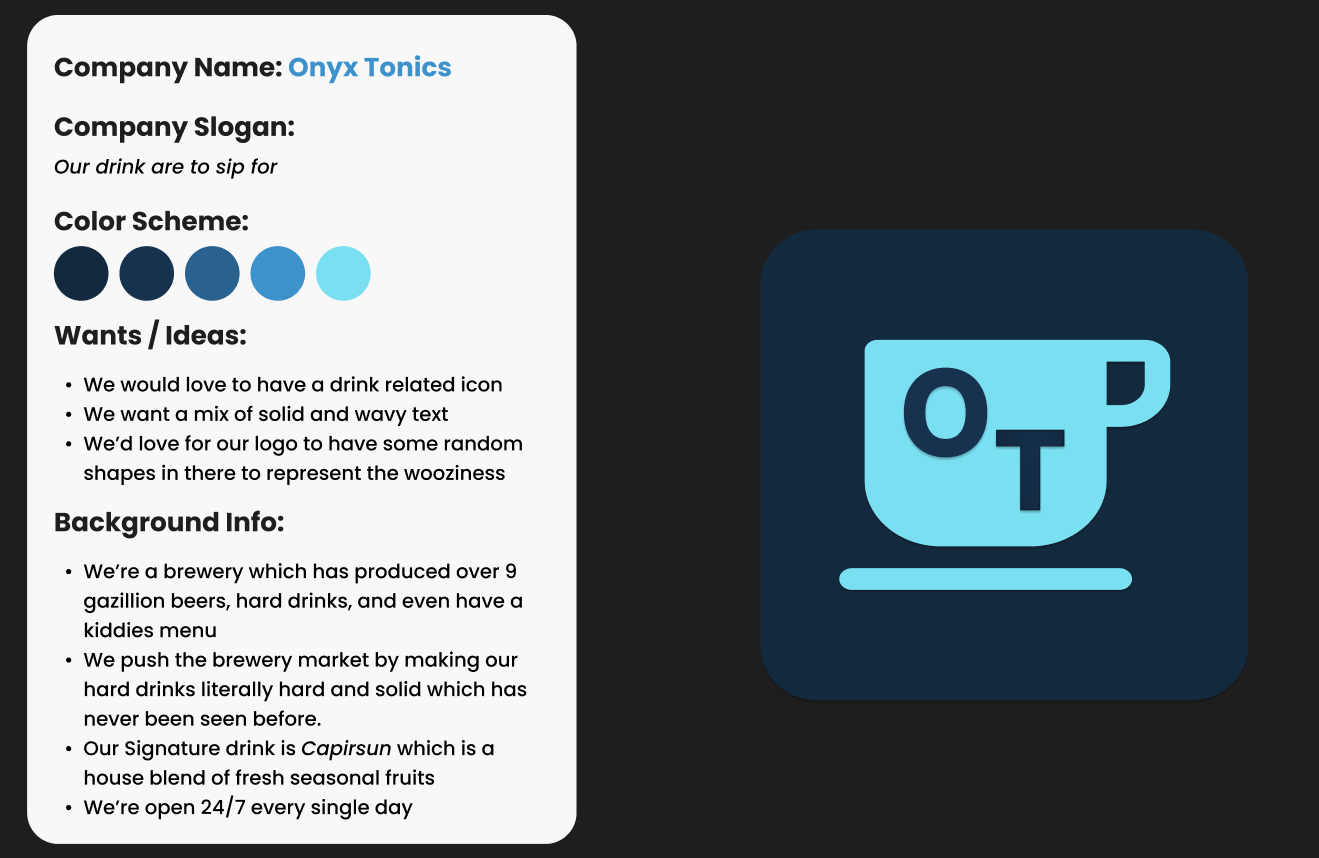 Company Name: Onyx Tonics
Company Slogan:
Our drink are to sip for
Color Scheme:
Wants / Ideas:
• We would love to have a drink related icon
• We want a mix of solid and wavy text
• We’d love for our logo to have some random
shapes in there to represent the wooziness
Background Info:
• We’re a brewery which has produced over 9
gazillion beers, hard drinks, and even have a
kiddies menu
• We push the brewery market by making our
hard drinks literally hard and solid which has
never been seen before.
• Our Signature drink is Capirsun which is a
house blend of fresh seasonal fruits
• We’re open 24/7 every single day
O
T